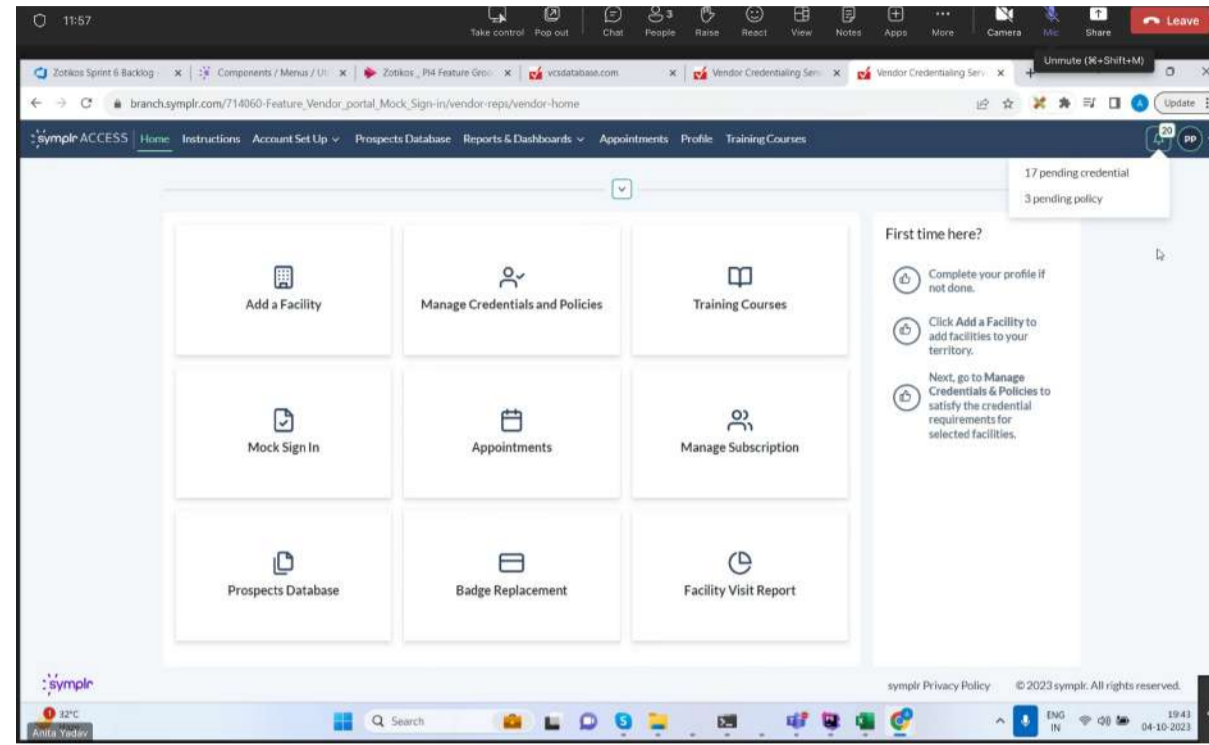 11:57
Take control Pop out Chat People 3 Raise React View Notes Apps More Camera Mic Share Leave
Unmute (⌘+Shift+M)
Zotikos Sprint 6 Backlog Components / Menus / UI Zotikos _ PI4 Feature Groo vcsdatabase.com Vendor Credentialing Serv Vendor Credentialing Serv
branch.symplr.com/714060-Feature_Vendor_portal_Mock_Sign-in/vendor-reps/vendor-home
A Update
symplr ACCESS Home Instructions Account Set Up Prospects Database Reports & Dashboards Appointments Profile Training Courses 20 PP
17 pending credential
3 pending policy
Add a Facility
Manage Credentials and Policies
Training Courses
Mock Sign In
Appointments
Manage Subscription
Prospects Database
Badge Replacement
Facility Visit Report
First time here?
Complete your profile if
not done.
Click Add a Facility to
add facilities to your
territory.
Next, go to Manage
Credentials & Policies to
satisfy the credential
requirements for
selected facilities.
symplr
symplr Privacy Policy © 2023 symplr. All rights reserved.
1 32°C
Anita Yadav
Search
ENG
IN
19:43
04-10-2023